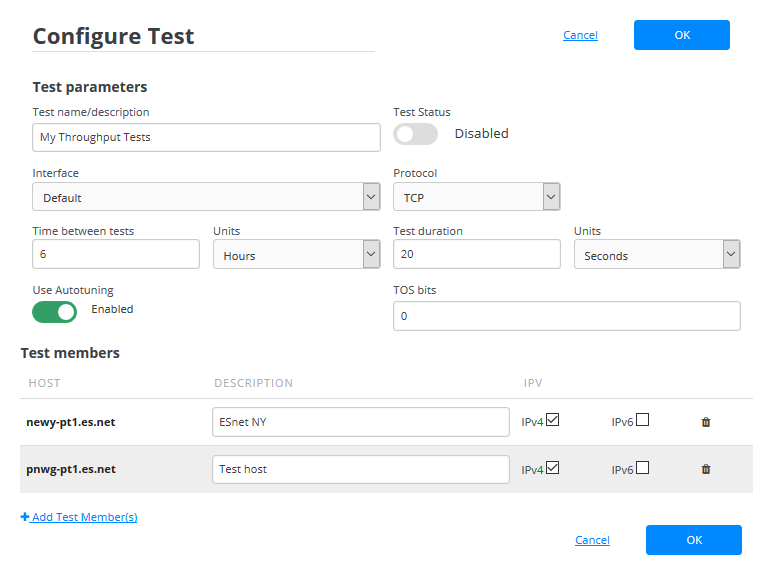 Configure Test
Cancel
OK
Test parameters
Test name/description
Test Status
My Throughput Tests
Disabled
Interface
Protocol
Default
TCP
Time between tests
Units
Test duration
Units
6
Hours
20
Seconds
Use Autotuning
TOS bits
Enabled
0
Test members
HOST
DESCRIPTION
IPV
newy-pt1.es.net
ESnet NY
IPv4
IPv6
pnwg-pt1.es.net
Test host
IPv4
IPv6
Add Test Member(s)
Cancel
OK